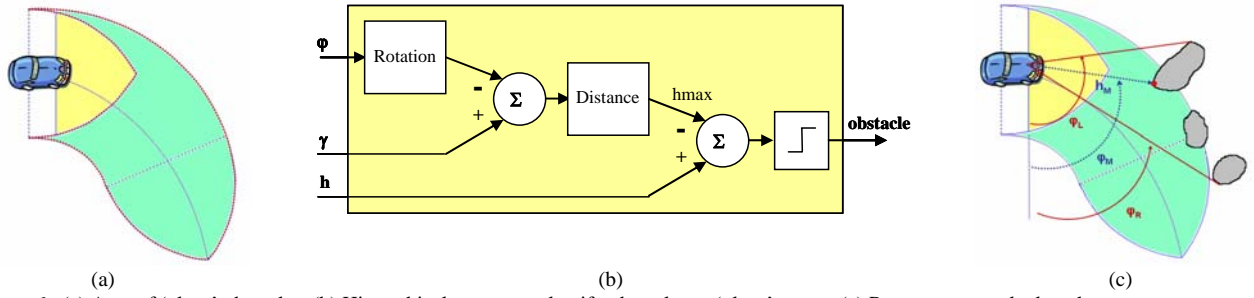 φ
Rotation
-
+
Σ
Distance
hmax
-
+
Σ
obstacle
γ
h
h_M
φ_L
φ_M
φ_R
(a)
(b)
(c)